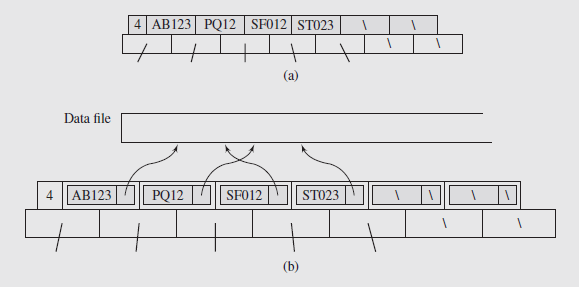 4 AB123 PQ12 SF012 ST023 \ \
\ \
(a)
Data file
4 AB123 PQ12 SF012 ST023 \ \ \ \
\ \
(b)